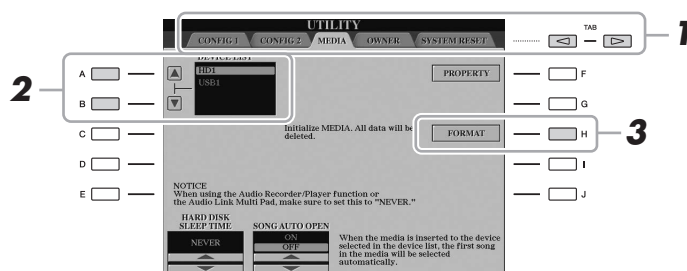 UTILITY
CONFIG 1 CONFIG 2 MEDIA OWNER SYSTEM RESET
TAB
1
DEVICE LIST
HD1
USB1
PROPERTY
A
F
2
B
G
Initialize MEDIA. All data will be
deleted.
FORMAT
C
H
3
D
I
E
J
NOTICE
When using the Audio Recorder/Player function or
the Audio Link Multi Pad, make sure to set this to "NEVER."
HARD DISK
SLEEP TIME
SONG AUTO OPEN
NEVER
ON
OFF
When the media is inserted to the device
selected in the device list, the first song
in the media will be selected
automatically.